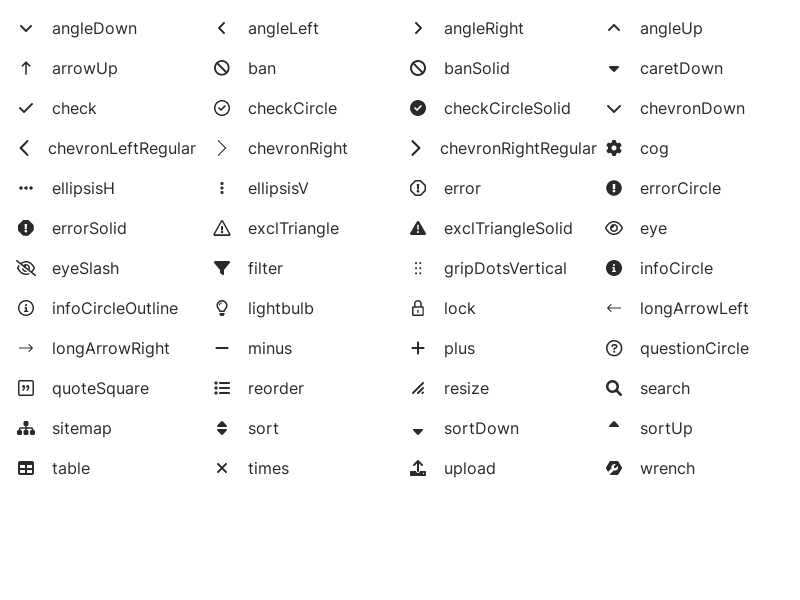 angleDown angleLeft angleRight angleUp
arrowUp ban banSolid caretDown
check checkCircle checkCircleSolid chevronDown
chevronLeftRegular chevronRight chevronRightRegular cog
ellipsisH ellipsisV error errorCircle
errorSolid exclTriangle exclTriangleSolid eye
eyeSlash filter gripDotsVertical infoCircle
infoCircleOutline lightbulb lock longArrowLeft
longArrowRight minus plus questionCircle
quoteSquare reorder resize search
sitemap sort sortDown sortUp
table times upload wrench